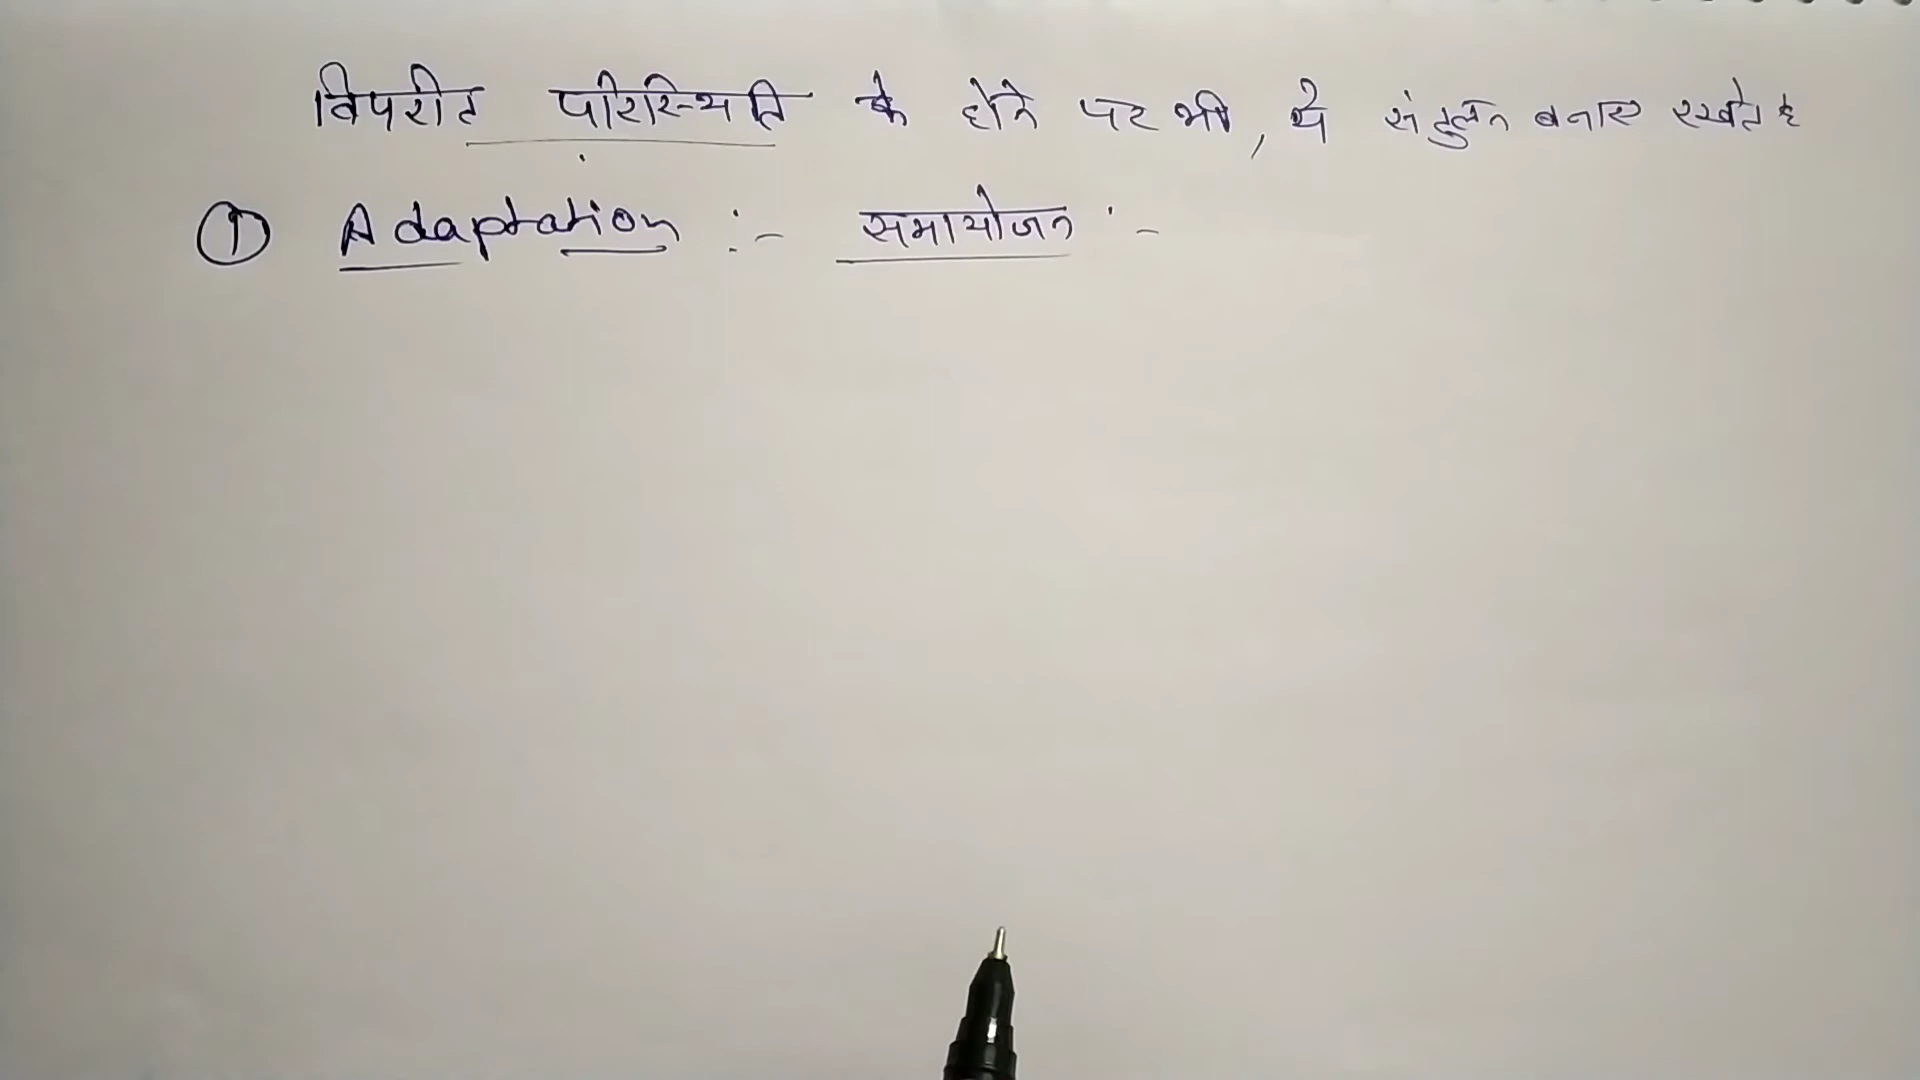 विपरीत परिस्थिति के होने पर भी, ये संतुलन बनाए रखते है
① Adaptation :- समायोजन :-